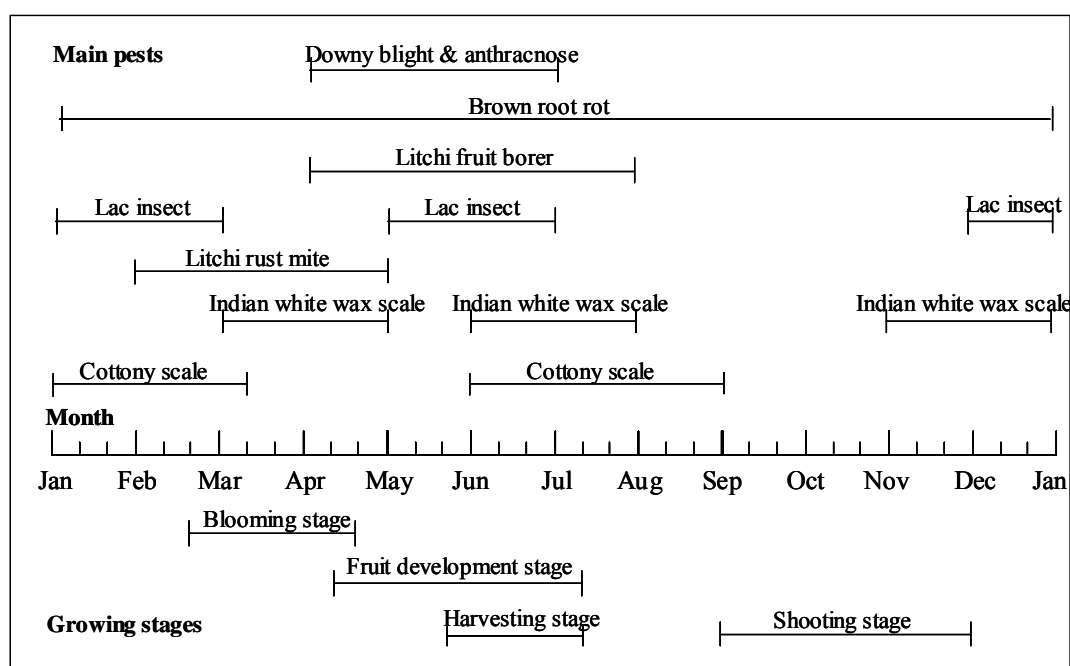 Main pests
Downy blight & anthracnose
Brown root rot
Litchi fruit borer
Lac insect Lac insect Lac insect
Litchi rust mite
Indian white wax scale Indian white wax scale Indian white wax scale
Cottony scale Cottony scale
Month
Jan Feb Mar Apr May Jun Jul Aug Sep Oct Nov Dec Jan
Blooming stage
Fruit development stage
Growing stages Harvesting stage Shooting stage